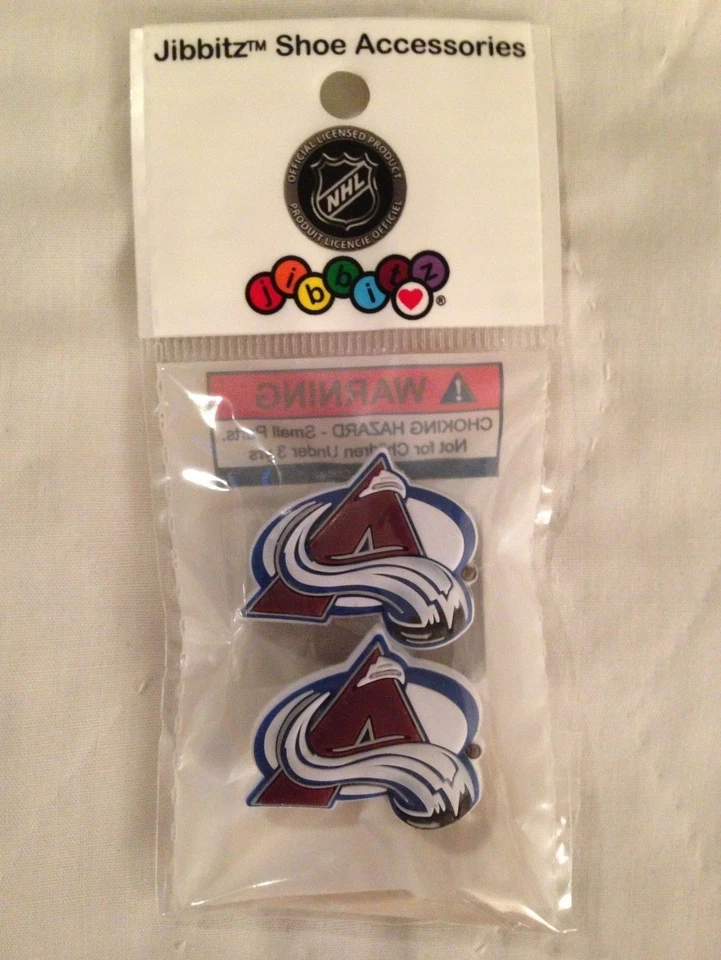 Jibbitz™ Shoe Accessories
OFFICIAL LICENSED PRODUCT
NHL
PRODUIT LICENCIE OFFICIEL
jibbitz®
⚠ WARNING
CHOKING HAZARD - Small Parts.
Not for Children Under 3 yrs
A
A